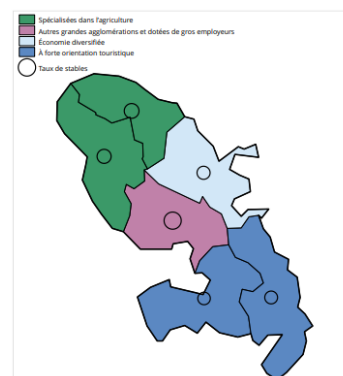 Spécialisées dans l'agriculture
Autres grandes agglomérations et dotées de gros employeurs
Économie diversifiée
À forte orientation touristique
Taux de stables